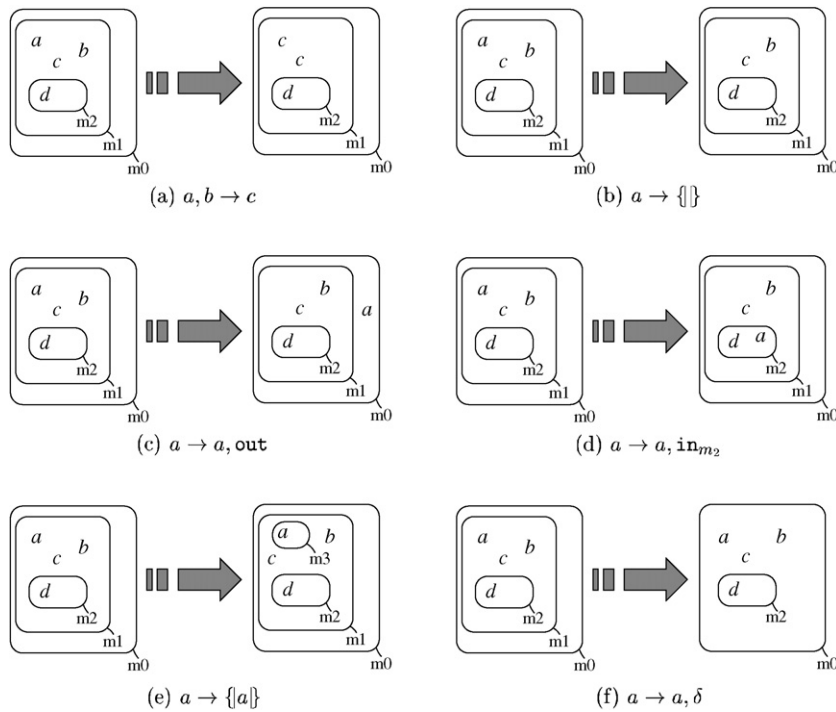 a b c d m2 m1 m0
c c d m2 m1 m0
(a) a, b → c
a b c d m2 m1 m0
b c d m2 m1 m0
(b) a → {||}
a b c d m2 m1 m0
b c d a m2 m1 m0
(c) a → a, out
a b c d m2 m1 m0
b c d a m2 m1 m0
(d) a → a, in_{m_2}
a b c d m2 m1 m0
a b c m3 d m2 m1 m0
(e) a → {|a|}
a b c d m2 m1 m0
a b c d m2 m0
(f) a → a, δ